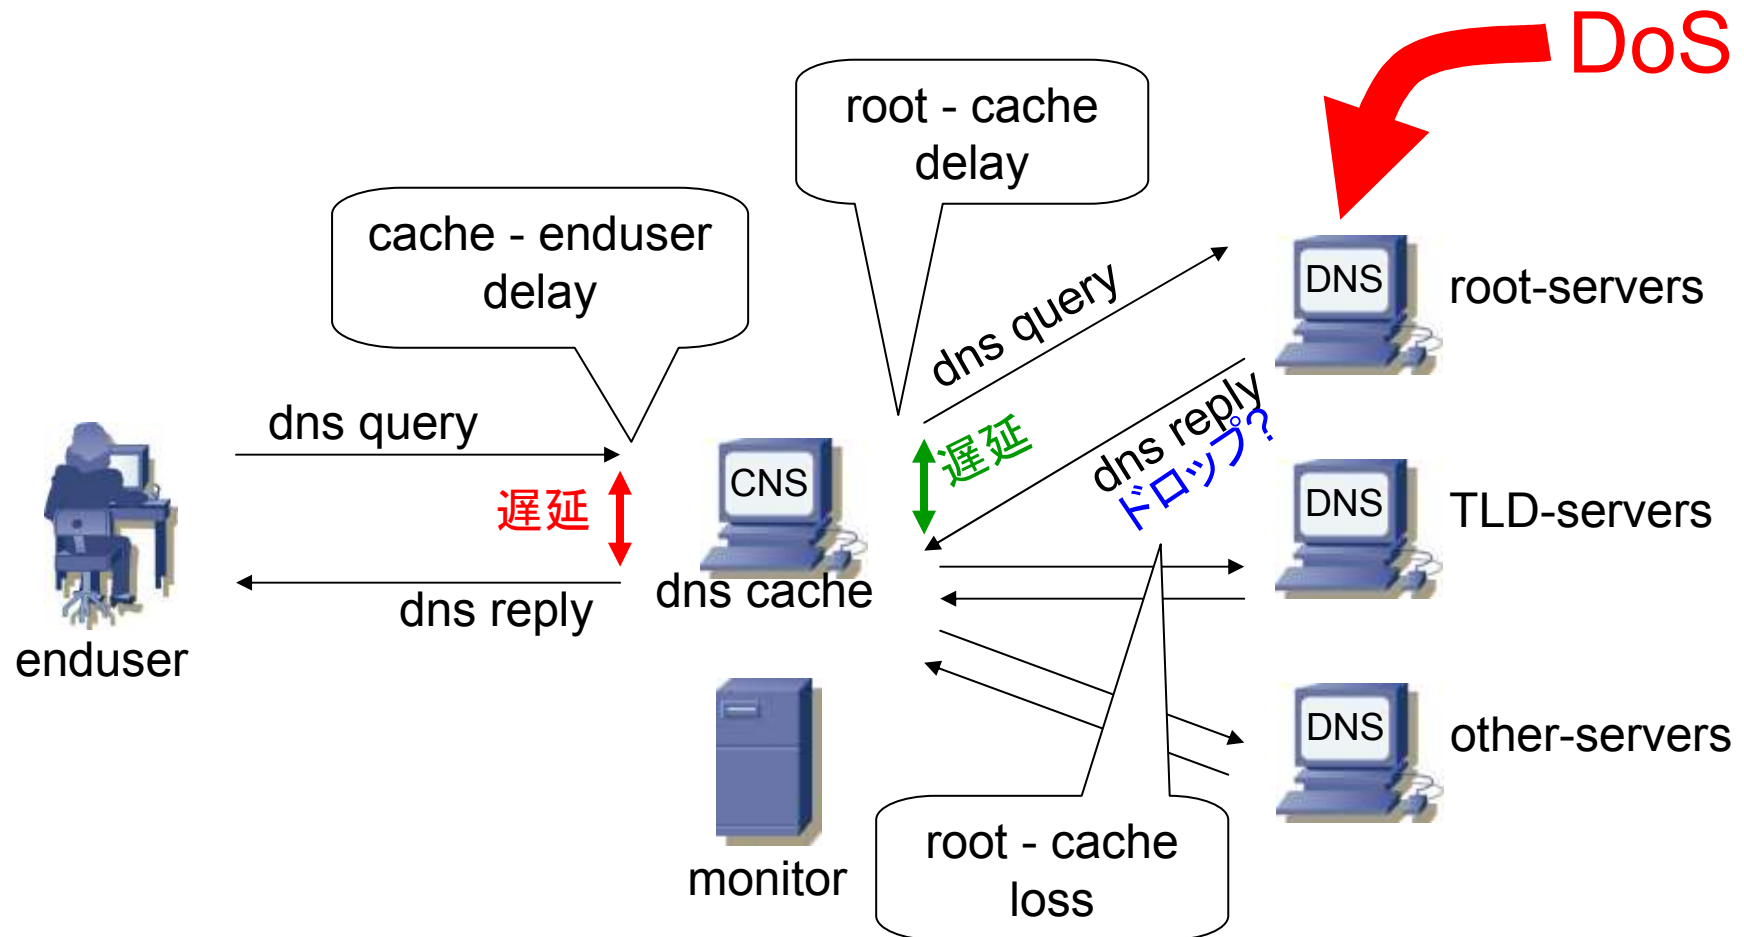 DoS
root - cache
delay
cache - enduser
delay
DNS
root-servers
dns query
dns query
dns reply
ドロップ?
遅延
遅延
CNS
dns cache
DNS
TLD-servers
dns reply
enduser
DNS
other-servers
monitor
root - cache
loss